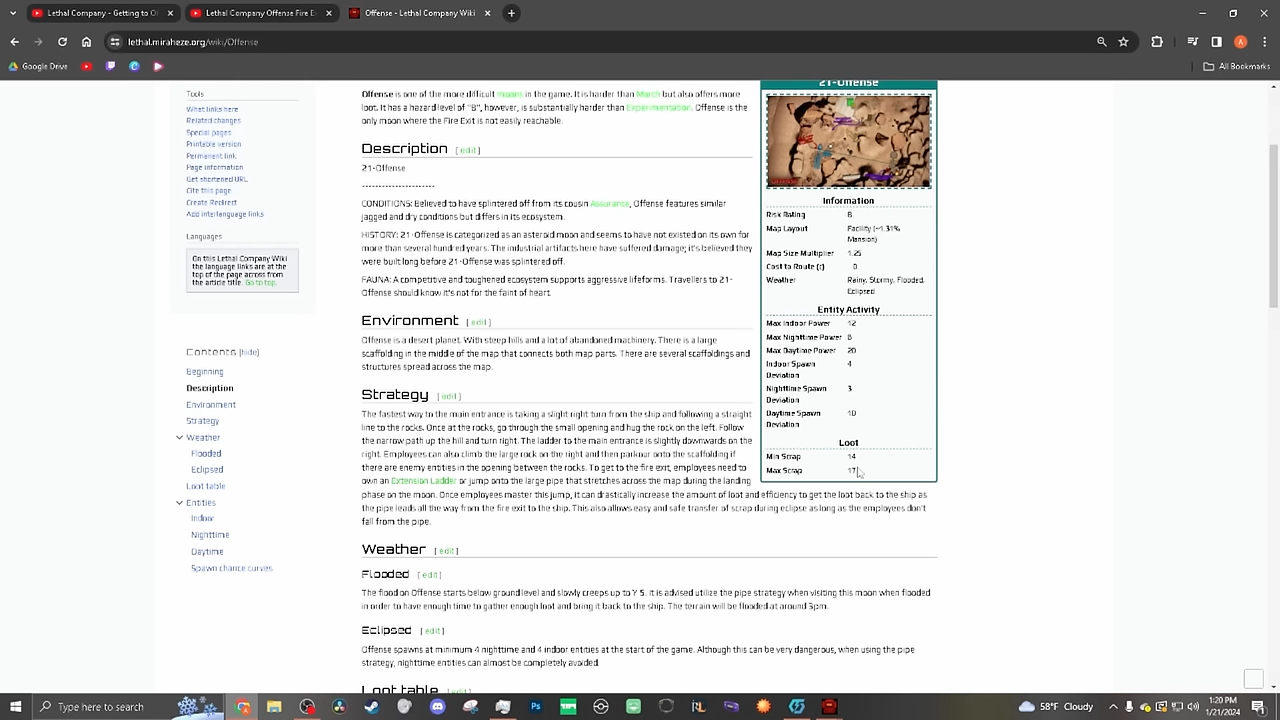 Lethal Company - Getting to O
Lethal Company Offense Fire E
Offense - Lethal Company Wiki
lethal.miraheze.org/wiki/Offense
Google Drive
All Bookmarks
Tools
What links here
Related changes
Special pages
Printable version
Permanent link
Page information
Get shortened URL
Cite this page
Create Redirect
Add interlanguage links
Languages
On this Lethal Company Wiki
the language links are at the
top of the page across from
the article title. Go to top.
Contents [hide]
Beginning
Description
Environment
Strategy
Weather
Flooded
Eclipsed
Loot table
Entities
Indoor
Nighttime
Daytime
Spawn chance curves
Offense is one of the more difficult moons in the game. It is harder than March but also offers more
loot. It has a hazard level of "B", however, is substantially harder than Experimentation. Offense is the
only moon where the Fire Exit is not easily reachable.
Description [ edit ]
21-Offense
----------------------
CONDITIONS: Believed to have splintered off from its cousin Assurance, Offense features similar
jagged and dry conditions but differs in its ecosystem.
HISTORY: 21-Offense is categorized as an asteroid moon and seems to have not existed on its own for
more than several hundred years. The industrial artifacts here have suffered damage; it's believed they
were built long before 21-Offense was splintered off.
FAUNA: A competitive and toughened ecosystem supports aggressive lifeforms. Travellers to 21-
Offense should know it's not for the faint of heart.
Environment [ edit ]
Offense is a desert planet. With steep hills and a lot of abandoned machinery. There is a large
scaffolding in the middle of the map that connects both map parts. There are several scaffoldings and
structures spread across the map.
Strategy [ edit ]
The fastest way to the main entrance is taking a slight right turn from the ship and following a straight
line to the rocks. Once at the rocks, go through the small opening and hug the rock on the left. Follow
the narrow path up the hill and turn right. The ladder to the main entrance is slightly downwards on the
right. Employees can also climb the large rock on the right and then parkour onto the scaffolding if
there are enemy entities in the opening between the rocks. To get to the fire exit, employees need to
own an Extension Ladder or jump onto the large pipe that stretches across the map during the landing
phase on the moon. Once employees master this jump, it can drastically increase the amount of loot and efficiency to get the loot back to the ship as
the pipe leads all the way from the fire exit to the ship. This also allows easy and safe transfer of scrap during eclipse as long as the employees don't
fall from the pipe.
Weather [ edit ]
Flooded [ edit ]
The flood on Offense starts below ground level and slowly creeps up to Y 5. It is advised utilize the pipe strategy when visiting this moon when flooded
in order to have enough time to gather enough loot and bring it back to the ship. The terrain will be flooded at around 3pm.
Eclipsed [ edit ]
Offense spawns at minimum 4 nighttime and 4 indoor entities at the start of the game. Although this can be very dangerous, when using the pipe
strategy, nighttime entities can almost be completely avoided.
Loot table [ edit ]
21-Offense
Information
Risk Rating B
Map Layout Facility (~1.31%
Mansion)
Map Size Multiplier 1.25
Cost to Route (c) 0
Weather Rainy, Stormy, Flooded,
Eclipsed
Entity Activity
Max Indoor Power 12
Max Nighttime Power 8
Max Daytime Power 20
Indoor Spawn 4
Deviation
Nighttime Spawn 3
Deviation
Daytime Spawn 10
Deviation
Loot
Min Scrap 14
Max Scrap 17
Type here to search
58°F Cloudy
1:20 PM
1/21/2024